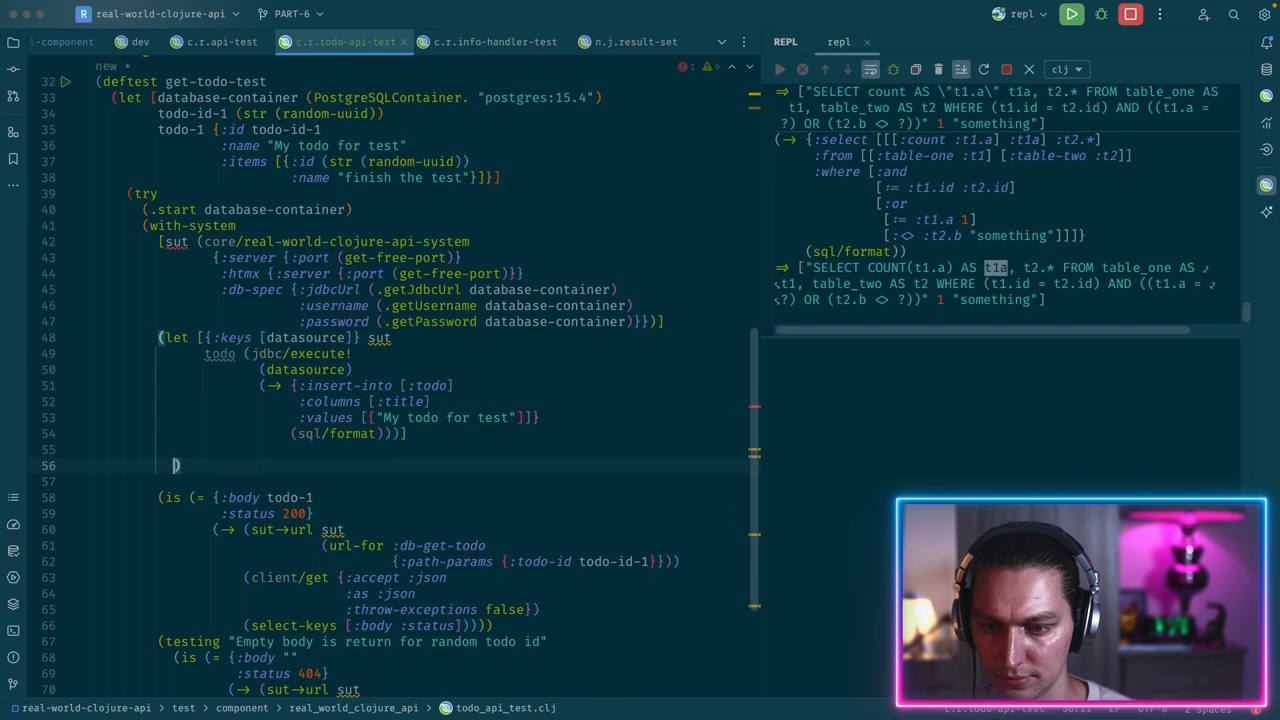 R real-world-clojure-api PART-6 repl
l-component dev c.r.api-test c.r.todo-api-test c.r.info-handler-test n.j.result-set
REPL repl
clj
new *
1 9
32 (deftest get-todo-test
33 (let [database-container (PostgreSQLContainer. "postgres:15.4")
34 todo-id-1 (str (random-uuid))
35 todo-1 {:id todo-id-1
36 :name "My todo for test"
37 :items [{:id (str (random-uuid))
38 :name "finish the test"}]}]
39 (try
40 (.start database-container)
41 (with-system
42 [sut (core/real-world-clojure-api-system
43 {:server {:port (get-free-port)}
44 :htmx {:server {:port (get-free-port)}}
45 :db-spec {:jdbcUrl (.getJdbcUrl database-container)
46 :username (.getUsername database-container)
47 :password (.getPassword database-container)}})]
48 (let [{:keys [datasource]} sut
49 todo (jdbc/execute!
50 (datasource)
51 (-> {:insert-into [:todo]
52 :columns [:title]
53 :values [["My todo for test"]]}
54 (sql/format)))]
55
56 )
57
58 (is (= {:body todo-1
59 :status 200}
60 (-> (sut->url sut
61 (url-for :db-get-todo
62 {:path-params {:todo-id todo-id-1}}))
63 (client/get {:accept :json
64 :as :json
65 :throw-exceptions false})
66 (select-keys [:body :status]))))
67 (testing "Empty body is return for random todo id"
68 (is (= {:body ""
69 :status 404}
70 (-> (sut->url sut
=> ["SELECT count AS \"t1.a\" t1a, t2.* FROM table_one AS
t1, table_two AS t2 WHERE (t1.id = t2.id) AND ((t1.a =
?) OR (t2.b <> ?))" 1 "something"]
(-> {:select [[[:count :t1.a] :t1a] :t2.*]
:from [[:table-one :t1] [:table-two :t2]]
:where [:and
[:= :t1.id :t2.id]
[:or
[:= :t1.a 1]
[:<> :t2.b "something"]]]}
(sql/format))
=> ["SELECT COUNT(t1.a) AS t1a, t2.* FROM table_one AS
t1, table_two AS t2 WHERE (t1.id = t2.id) AND ((t1.a =
?) OR (t2.b <> ?))" 1 "something"]
real-world-clojure-api test component real_world_clojure_api todo_api_test.clj